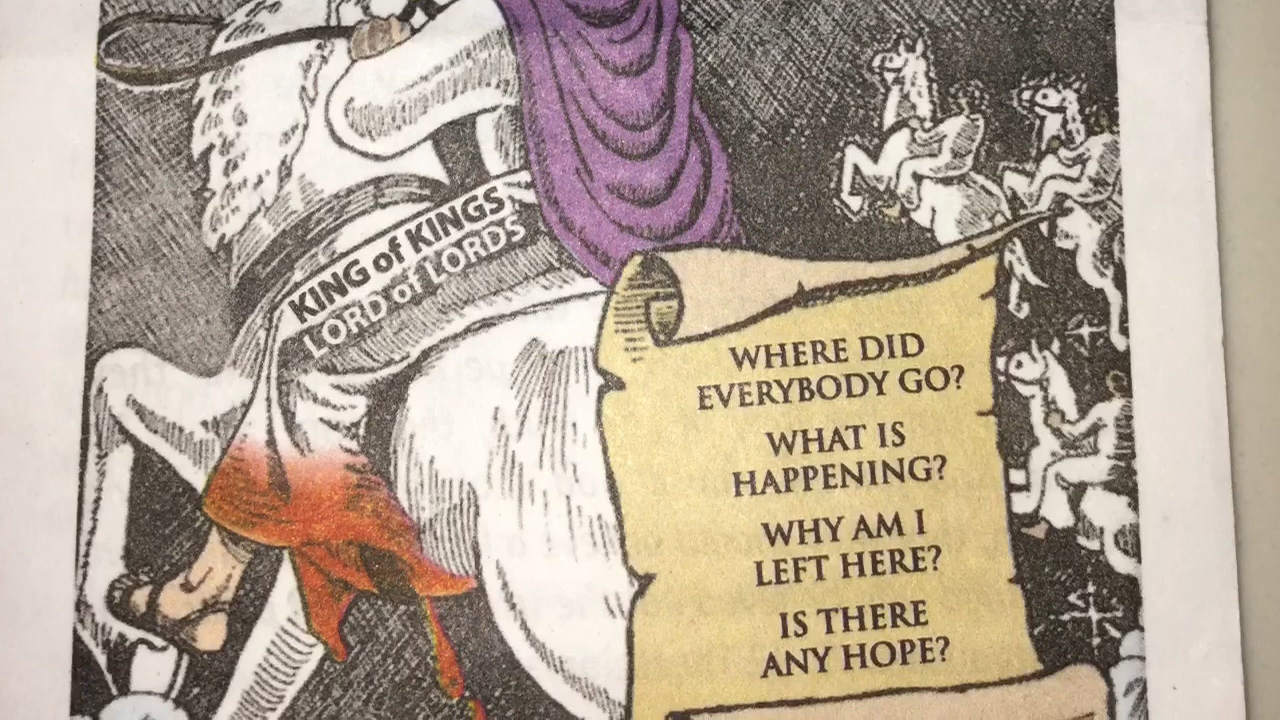 KING of KINGS
LORD of LORDS
WHERE DID
EVERYBODY GO?
WHAT IS
HAPPENING?
WHY AM I
LEFT HERE?
IS THERE
ANY HOPE?